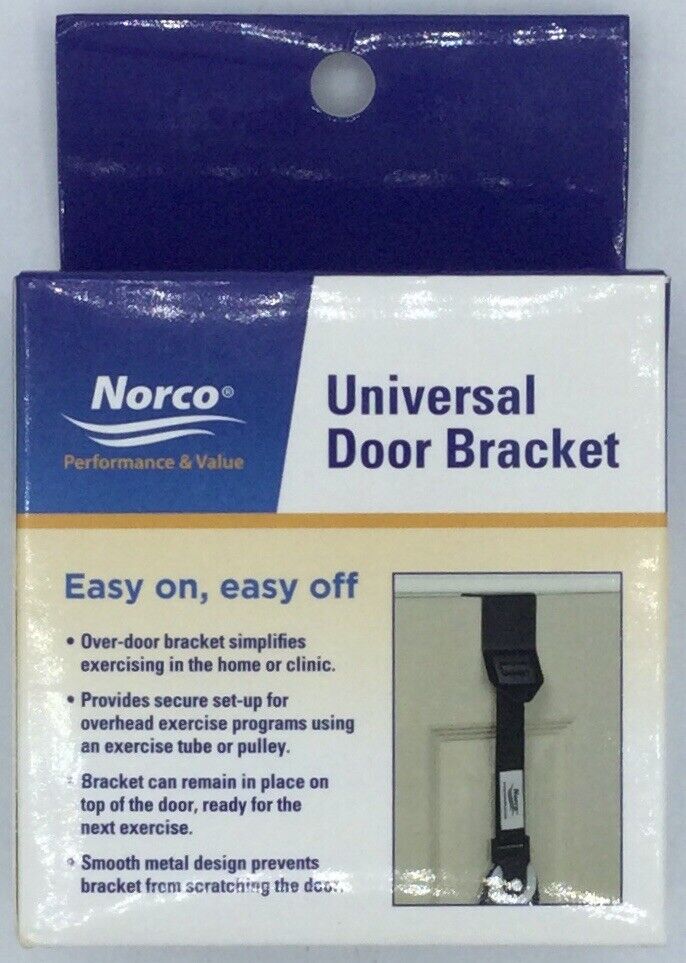 Norco®
Performance & Value
Universal
Door Bracket
Easy on, easy off
• Over-door bracket simplifies
exercising in the home or clinic.
• Provides secure set-up for
overhead exercise programs using
an exercise tube or pulley.
• Bracket can remain in place on
top of the door, ready for the
next exercise.
• Smooth metal design prevents
bracket from scratching the door.
Norco